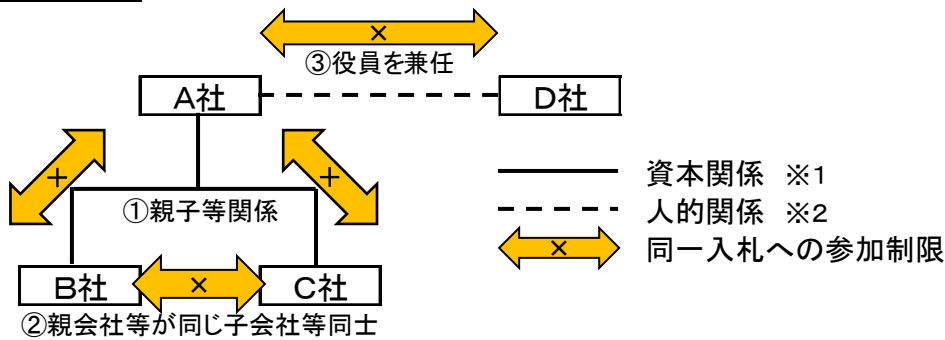 ×
③役員を兼任
A社
D社
×
×
①親子等関係
B社
×
C社
②親会社等が同じ子会社等同士
資本関係 ※1
人的関係 ※2
×
同一入札への参加制限